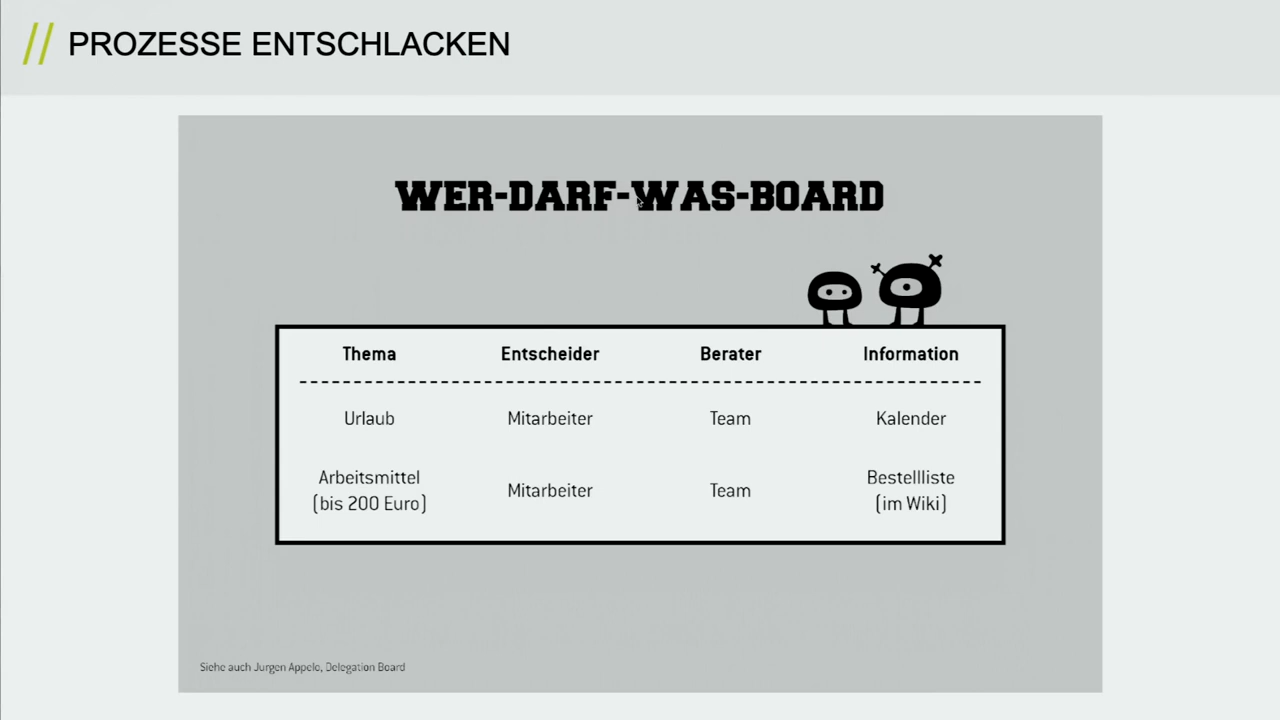 // PROZESSE ENTSCHLACKEN
WER-DARF-WAS-BOARD
Thema Entscheider Berater Information
Urlaub Mitarbeiter Team Kalender
Arbeitsmittel (bis 200 Euro) Mitarbeiter Team Bestellliste (im Wiki)
Siehe auch Jurgen Appelo, Delegation Board